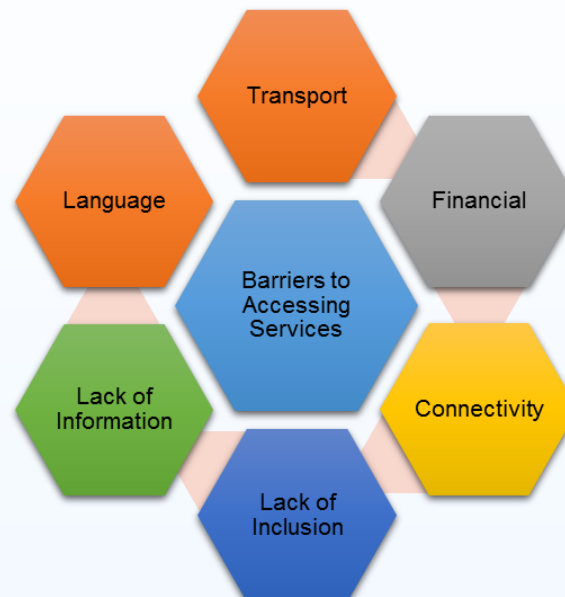 Transport
Language
Financial
Barriers to
Accessing
Services
Lack of
Information
Connectivity
Lack of
Inclusion